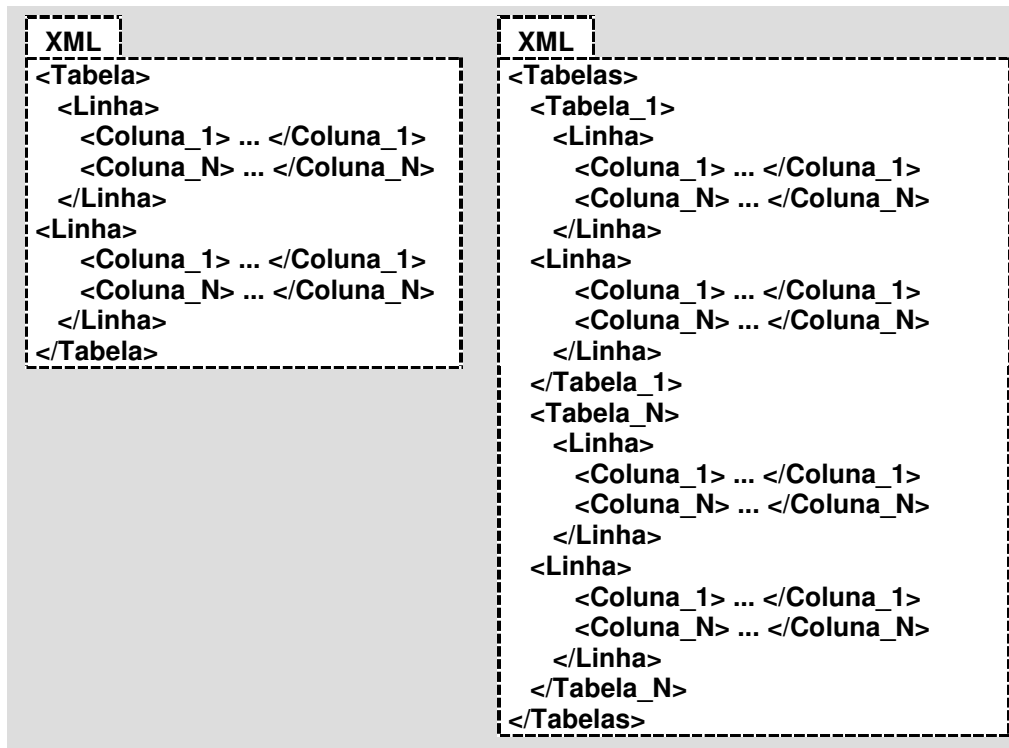 XML
<Tabela>
<Linha>
<Coluna_1> ... </Coluna_1>
<Coluna_N> ... </Coluna_N>
</Linha>
<Linha>
<Coluna_1> ... </Coluna_1>
<Coluna_N> ... </Coluna_N>
</Linha>
</Tabela>
XML
<Tabelas>
<Tabela_1>
<Linha>
<Coluna_1> ... </Coluna_1>
<Coluna_N> ... </Coluna_N>
</Linha>
<Linha>
<Coluna_1> ... </Coluna_1>
<Coluna_N> ... </Coluna_N>
</Linha>
</Tabela_1>
<Tabela_N>
<Linha>
<Coluna_1> ... </Coluna_1>
<Coluna_N> ... </Coluna_N>
</Linha>
<Linha>
<Coluna_1> ... </Coluna_1>
<Coluna_N> ... </Coluna_N>
</Linha>
</Tabela_N>
</Tabelas>